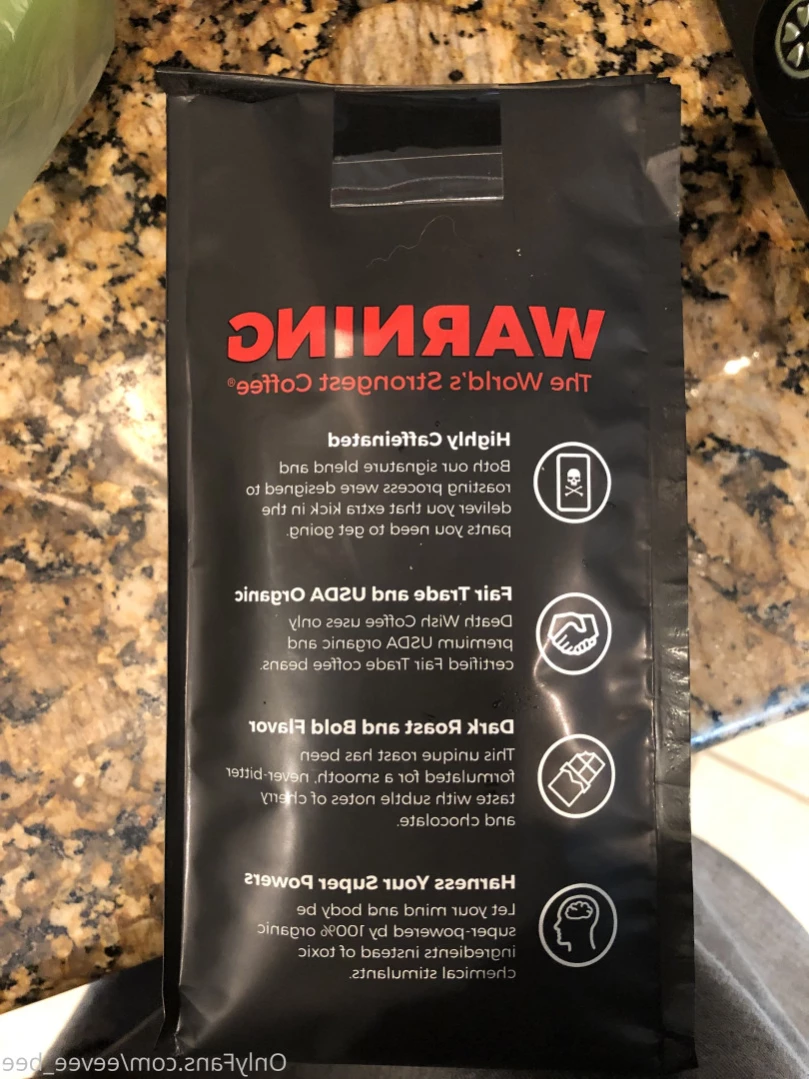 WARNING
The World's Strongest Coffee®
Highly Caffeinated
Both our signature blend and
roasting process were designed to
deliver you that extra kick in the
pants you need to get going.
Fair Trade and USDA Organic
Death Wish Coffee uses only
premium USDA organic and
certified Fair Trade coffee beans.
Dark Roast and Bold Flavor
This unique roast has been
formulated for a smooth, never-bitter
taste with subtle notes of cherry
and chocolate.
Harness Your Super Powers
Let your mind and body be
super-powered by 100% organic
ingredients instead of toxic
chemical stimulants.
OnlyFans.com/eevee_bee